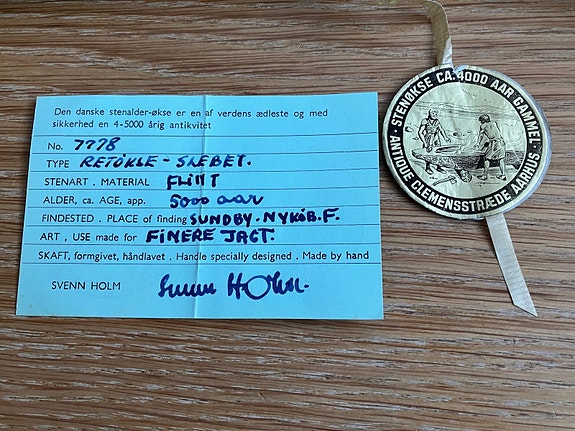 Den danske stenalder-økse er en af verdens ædleste og med
sikkerhed en 4-5000 årig antikvitet
No. 7778
TYPE RETØKLE-SLEBET.
STENART . MATERIAL FLINT
ALDER, ca. AGE, app. 5000 aar
FINDESTED . PLACE of finding SUNDBY. NYKØB. F.
ART , USE made for FINERE JAGT.
SKAFT, formgivet, håndlavet . Handle specially designed . Made by hand
SVENN HOLM Svenn Holm.
STENØKSE CA. 4000 AAR GAMMEL
ANTIQUE CLEMENSSTRÆDE AARHUS